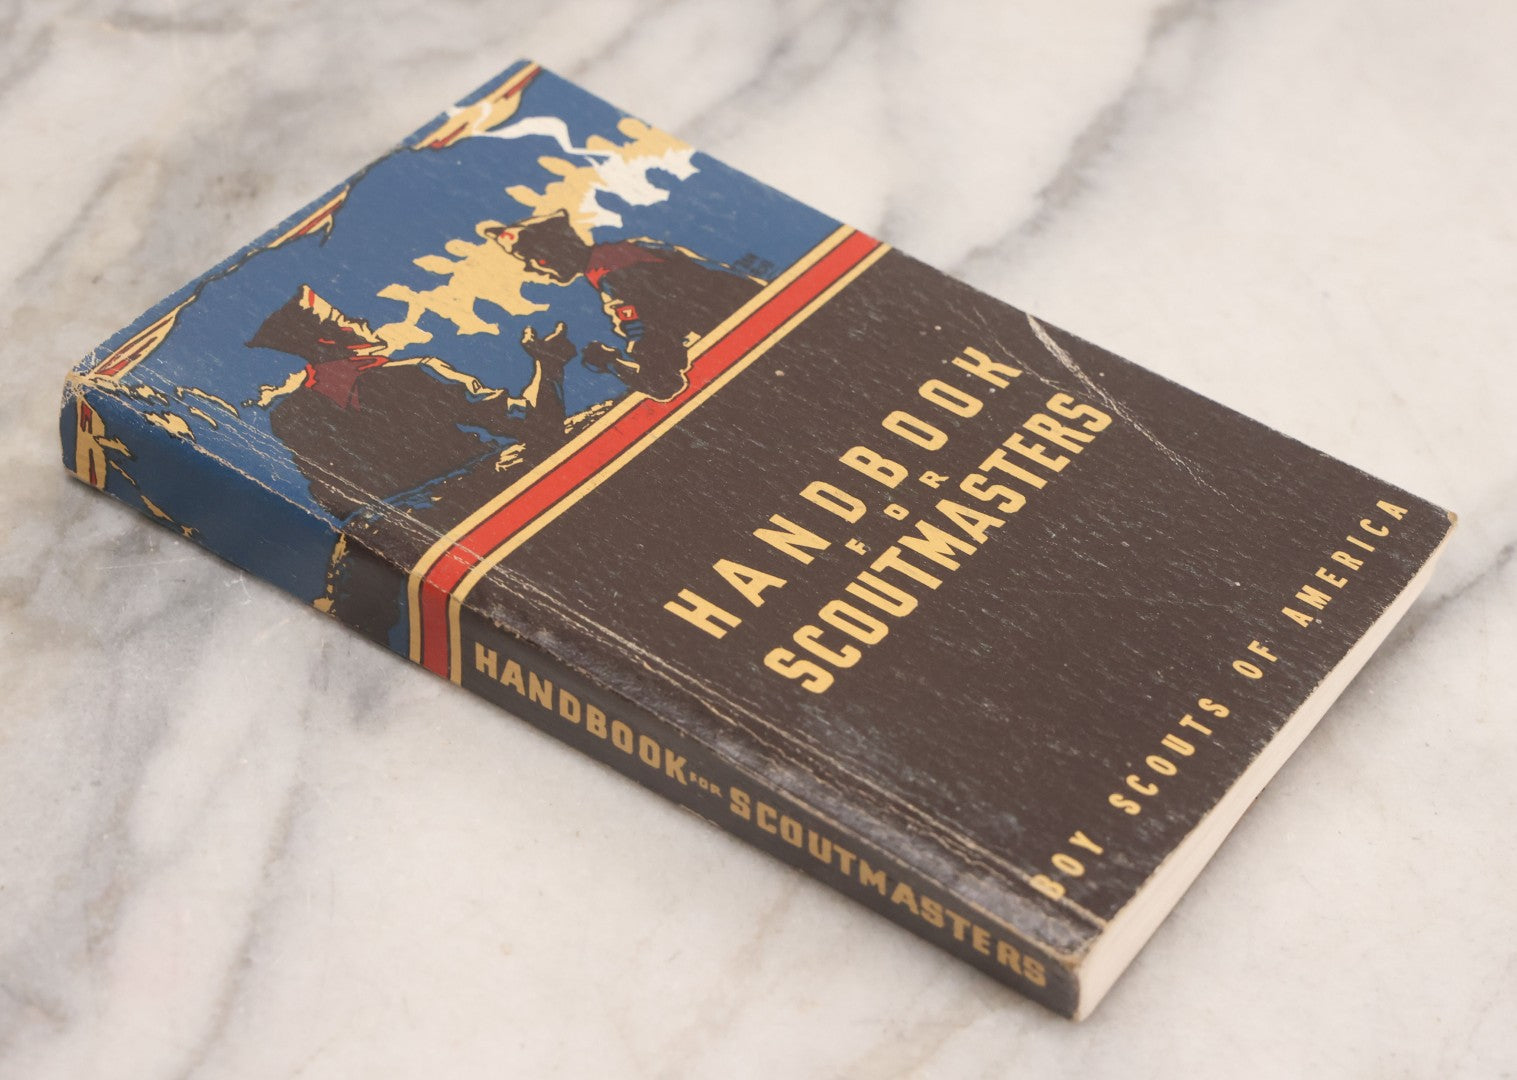 HANDBOOK
FOR
SCOUTMASTERS
BOY SCOUTS OF AMERICA
HANDBOOK FOR SCOUTMASTERS